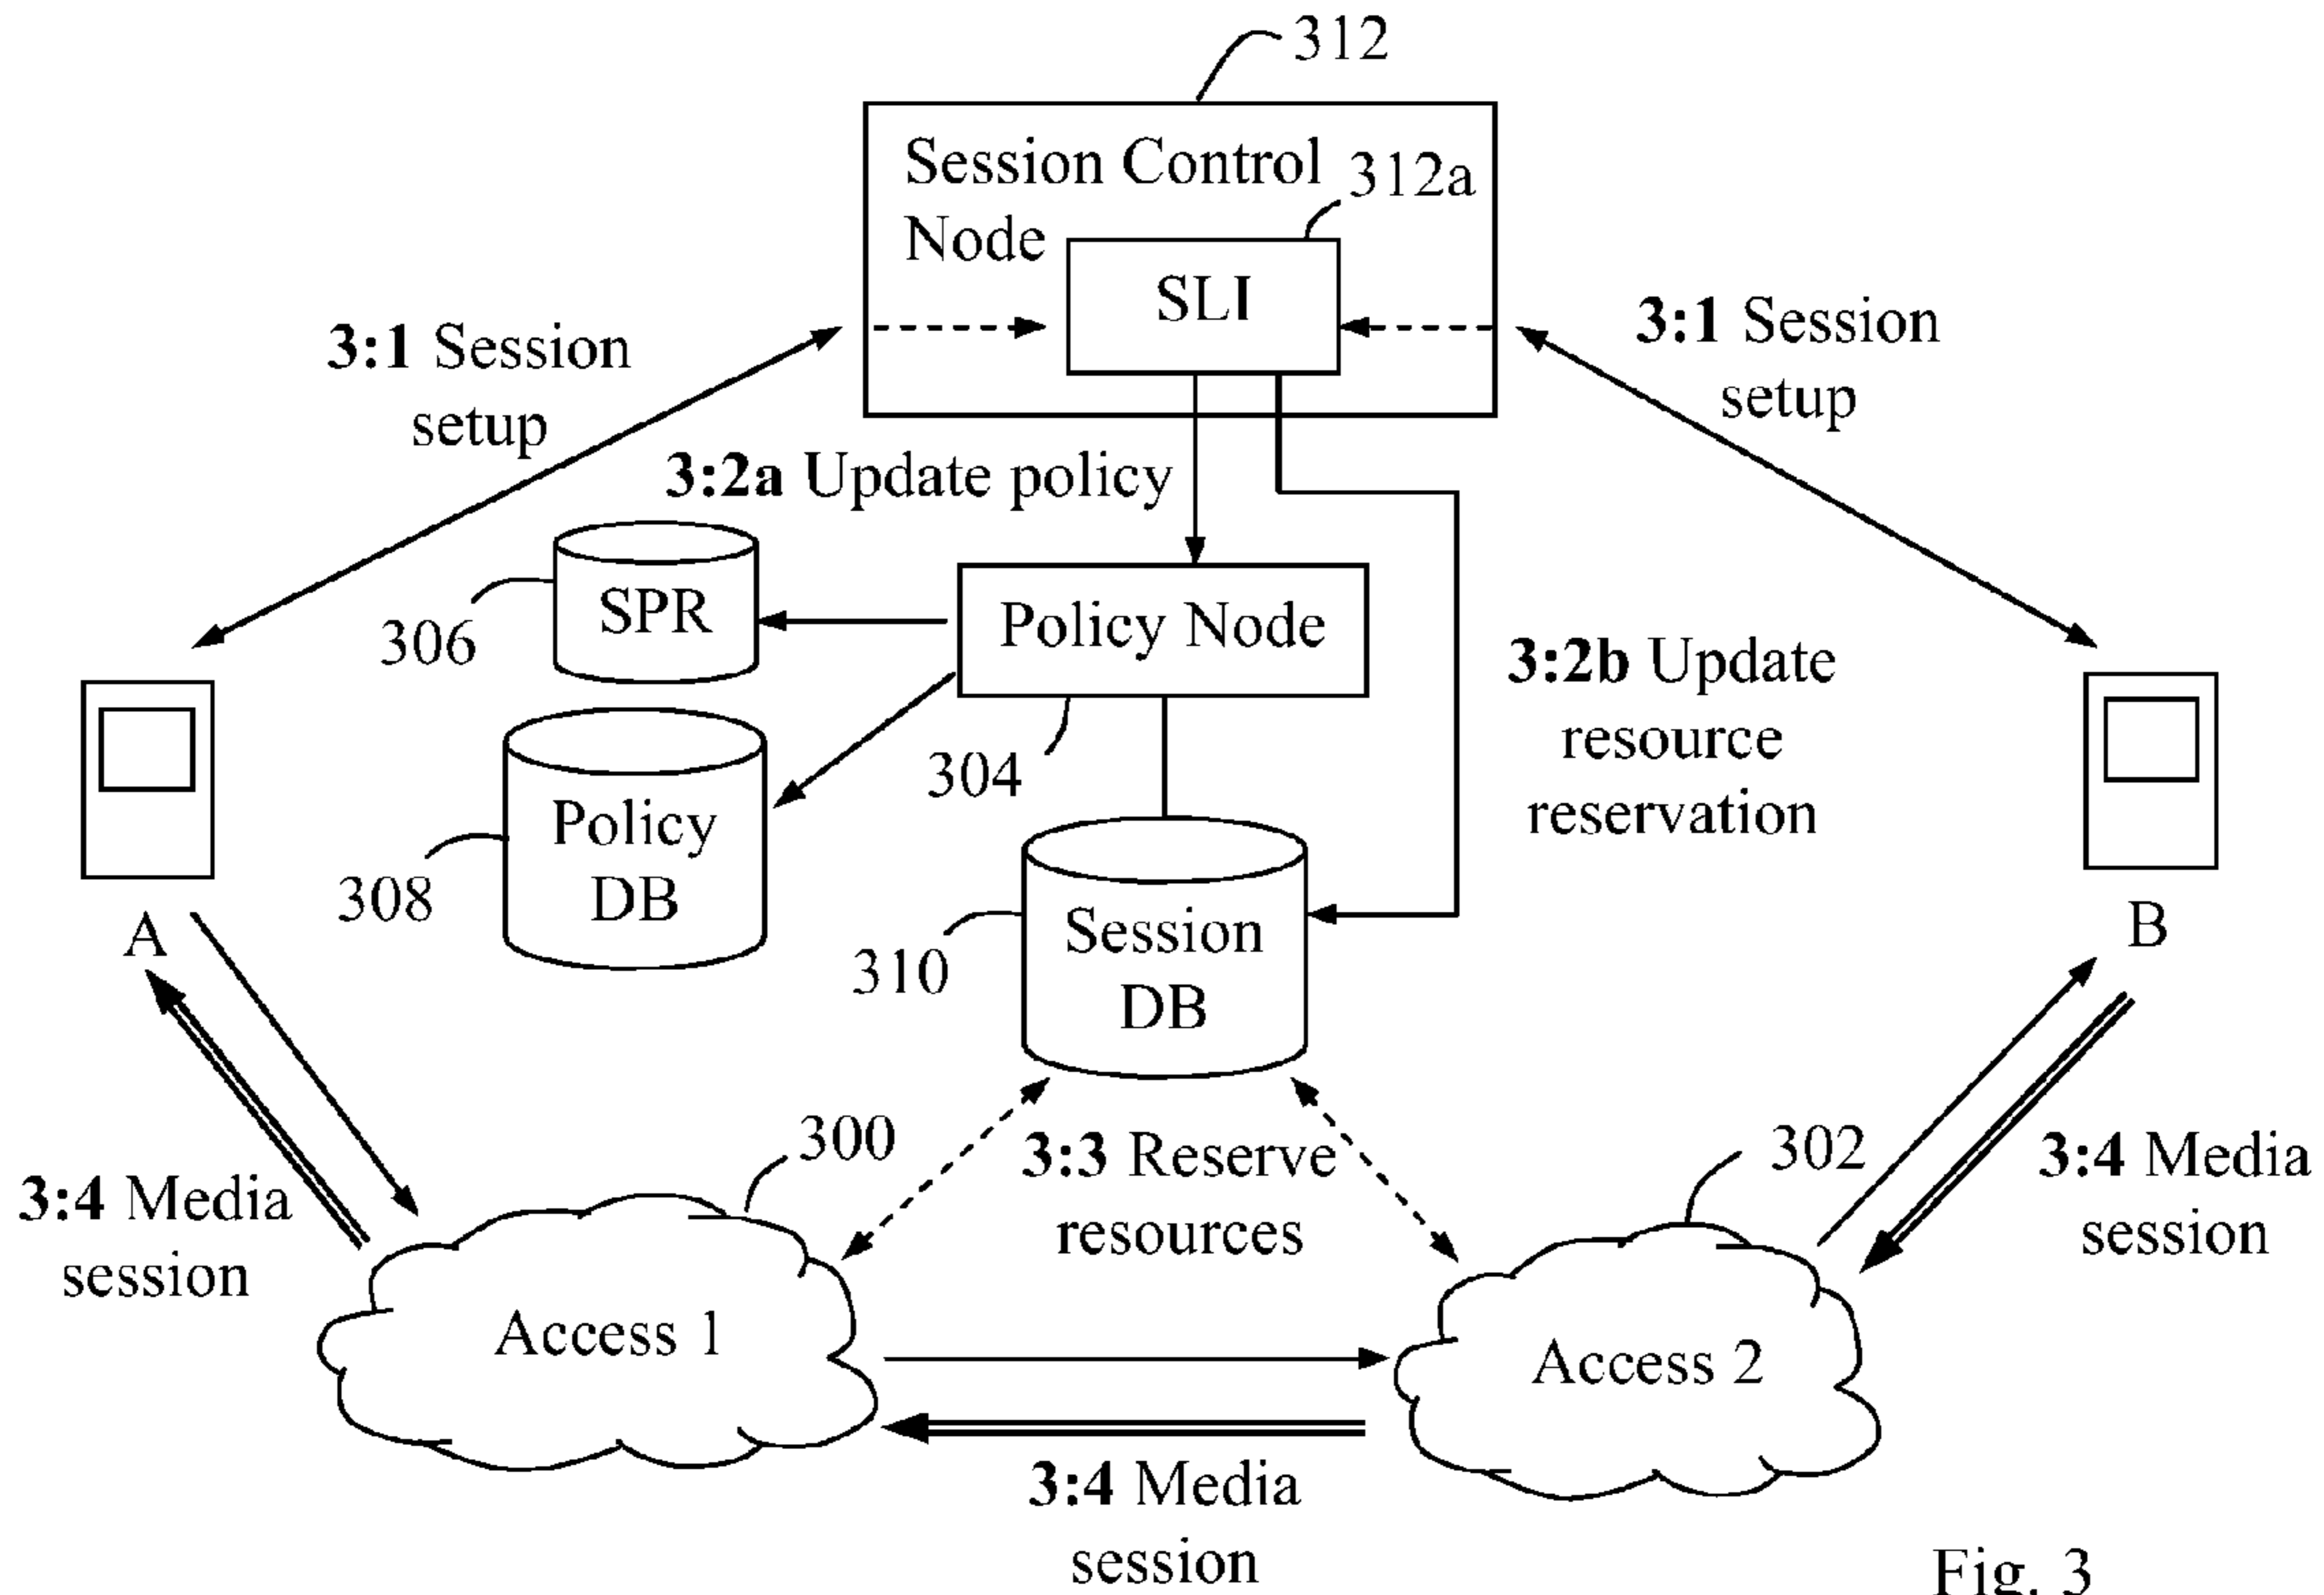 312
Session Control
312a
Node
SLI
3:1 Session
setup
3:1 Session
setup
3:2a Update policy
SPR
306
Policy Node
304
3:2b Update
resource
reservation
Policy
DB
308
Session
DB
310
A
B
300
3:3 Reserve
resources
302
3:4 Media
session
3:4 Media
session
Access 1
Access 2
3:4 Media
session
Fig. 3